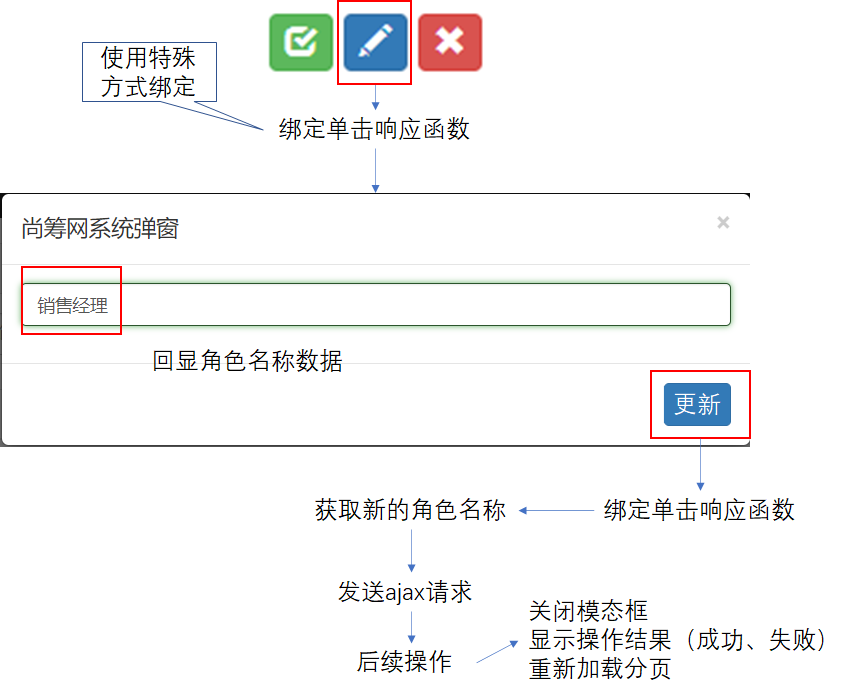 使用特殊
方式绑定
绑定单击响应函数
尚筹网系统弹窗
×
销售经理
回显角色名称数据
更新
获取新的角色名称
绑定单击响应函数
发送ajax请求
后续操作
关闭模态框
显示操作结果（成功、失败）
重新加载分页